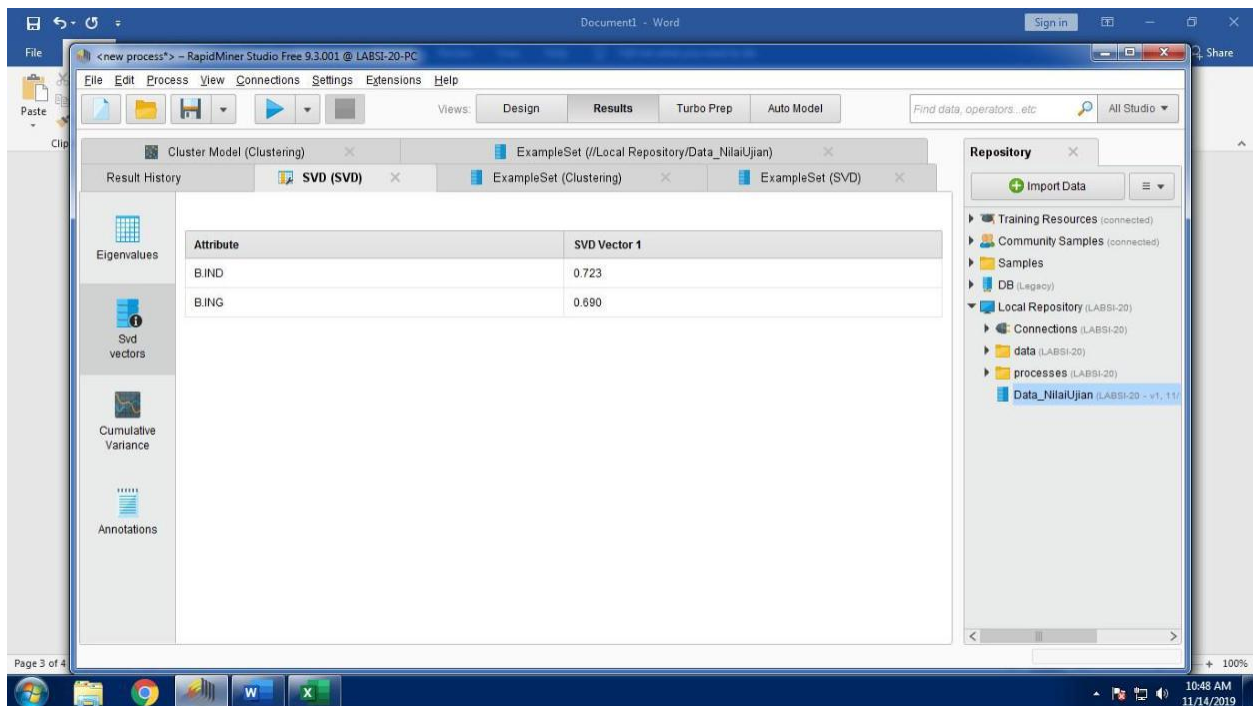 Document1 - Word
Sign in
File
Share
Paste
Clip
<new process*> – RapidMiner Studio Free 9.3.001 @ LABSI-20-PC
File Edit Process View Connections Settings Extensions Help
Views: Design Results Turbo Prep Auto Model
Find data, operators...etc
All Studio
Cluster Model (Clustering)
ExampleSet (//Local Repository/Data_NilaiUjian)
Result History
SVD (SVD)
ExampleSet (Clustering)
ExampleSet (SVD)
Eigenvalues
Svd
vectors
Cumulative
Variance
Annotations
Attribute SVD Vector 1
B.IND 0.723
B.ING 0.690
Repository
Import Data
Training Resources (connected)
Community Samples (connected)
Samples
DB (Legacy)
Local Repository (LABSI-20)
Connections (LABSI-20)
data (LABSI-20)
processes (LABSI-20)
Data_NilaiUjian (LABSI-20 - v1, 11/
Page 3 of 4
+ 100%
10:48 AM
11/14/2019